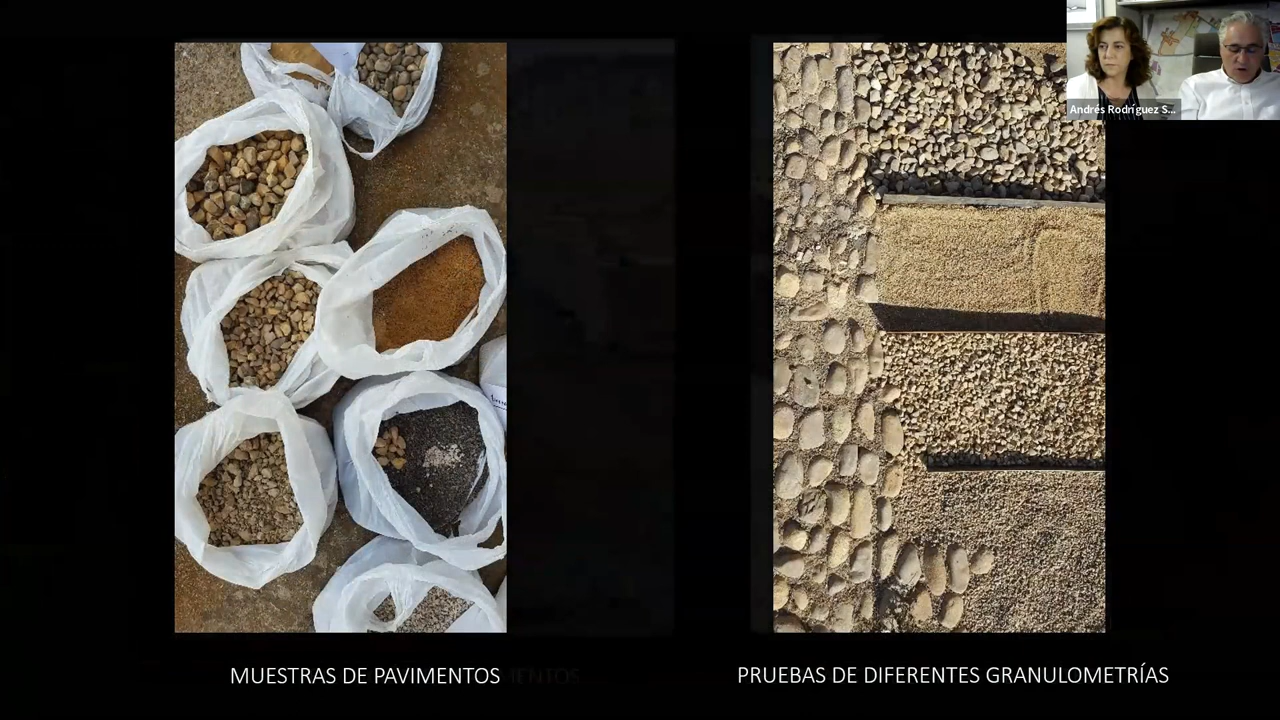 Andrés Rodríguez S...
MUESTRAS DE PAVIMENTOS
PRUEBAS DE DIFERENTES GRANULOMETRÍAS